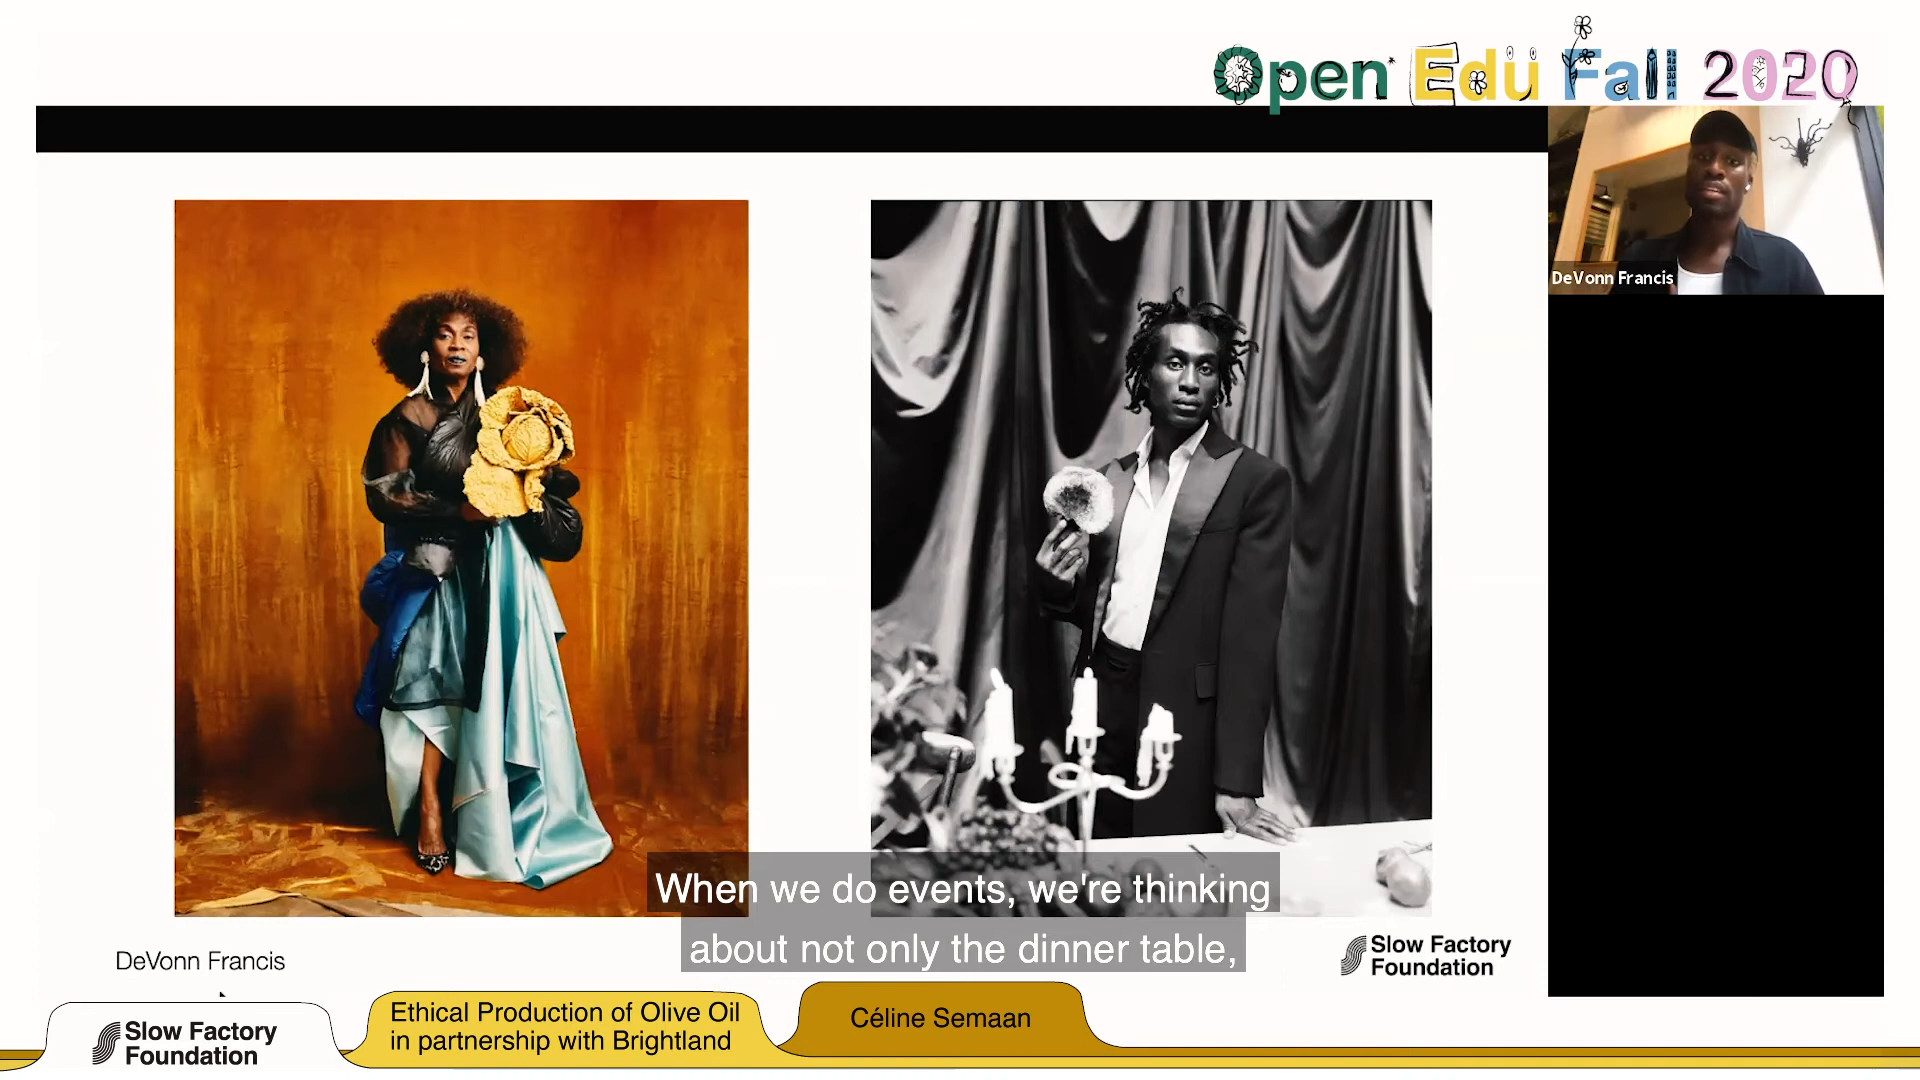 Open Edu Fall 2020
DeVonn Francis
When we do events, we're thinking
about not only the dinner table,
DeVonn Francis
Slow Factory
Foundation
Slow Factory
Foundation
Ethical Production of Olive Oil
in partnership with Brightland
Céline Semaan